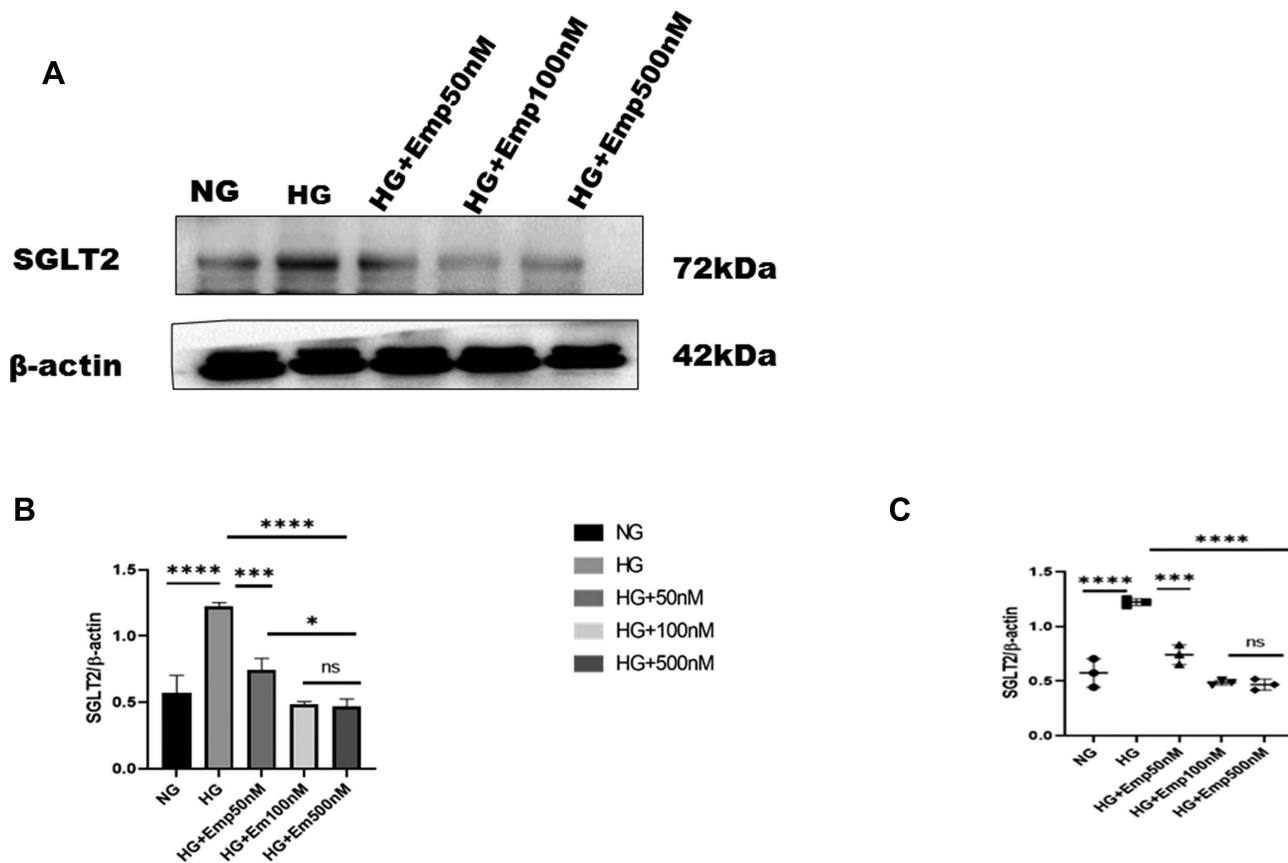 A
NG
HG
HG+Emp50nM
HG+Emp100nM
HG+Emp500nM
SGLT2
72kDa
β-actin
42kDa
B
****
****
***
*
ns
1.5
1.0
0.5
0.0
SGLT2/β-actin
NG
HG
HG+Emp50nM
HG+Em100nM
HG+Em500nM
NG
HG
HG+50nM
HG+100nM
HG+500nM
C
****
****
***
ns
1.5
1.0
0.5
0.0
SGLT2/β-actin
NG
HG
HG+Emp50nM
HG+Emp100nM
HG+Emp500nM